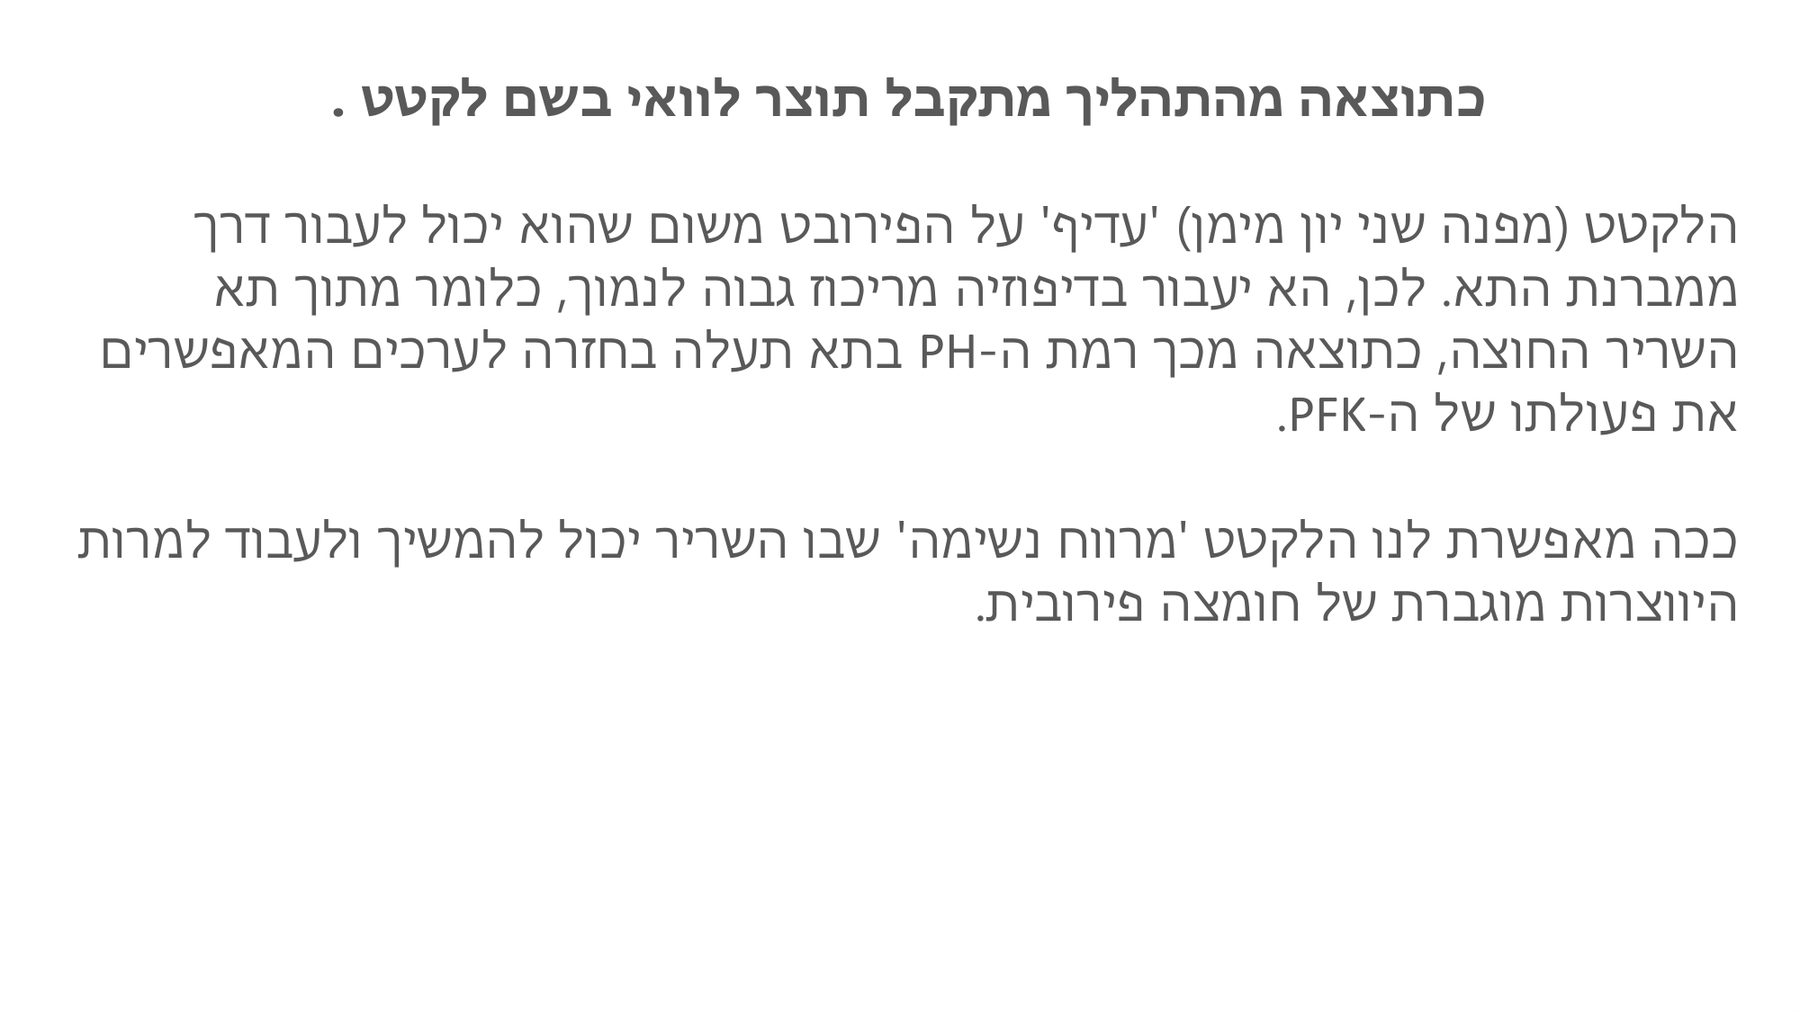 כתוצאה מהתהליך מתקבל תוצר לוואי בשם לקטט .
הלקטט (מפנה שני יון מימן) 'עדיף' על הפירובט משום שהוא יכול לעבור דרך
ממברנת התא. לכן, הא יעבור בדיפוזיה מריכוז גבוה לנמוך, כלומר מתוך תא
השריר החוצה, כתוצאה מכך רמת ה-PH בתא תעלה בחזרה לערכים המאפשרים
את פעולתו של ה-PFK.
ככה מאפשרת לנו הלקטט 'מרווח נשימה' שבו השריר יכול להמשיך ולעבוד למרות
היווצרות מוגברת של חומצה פירובית.